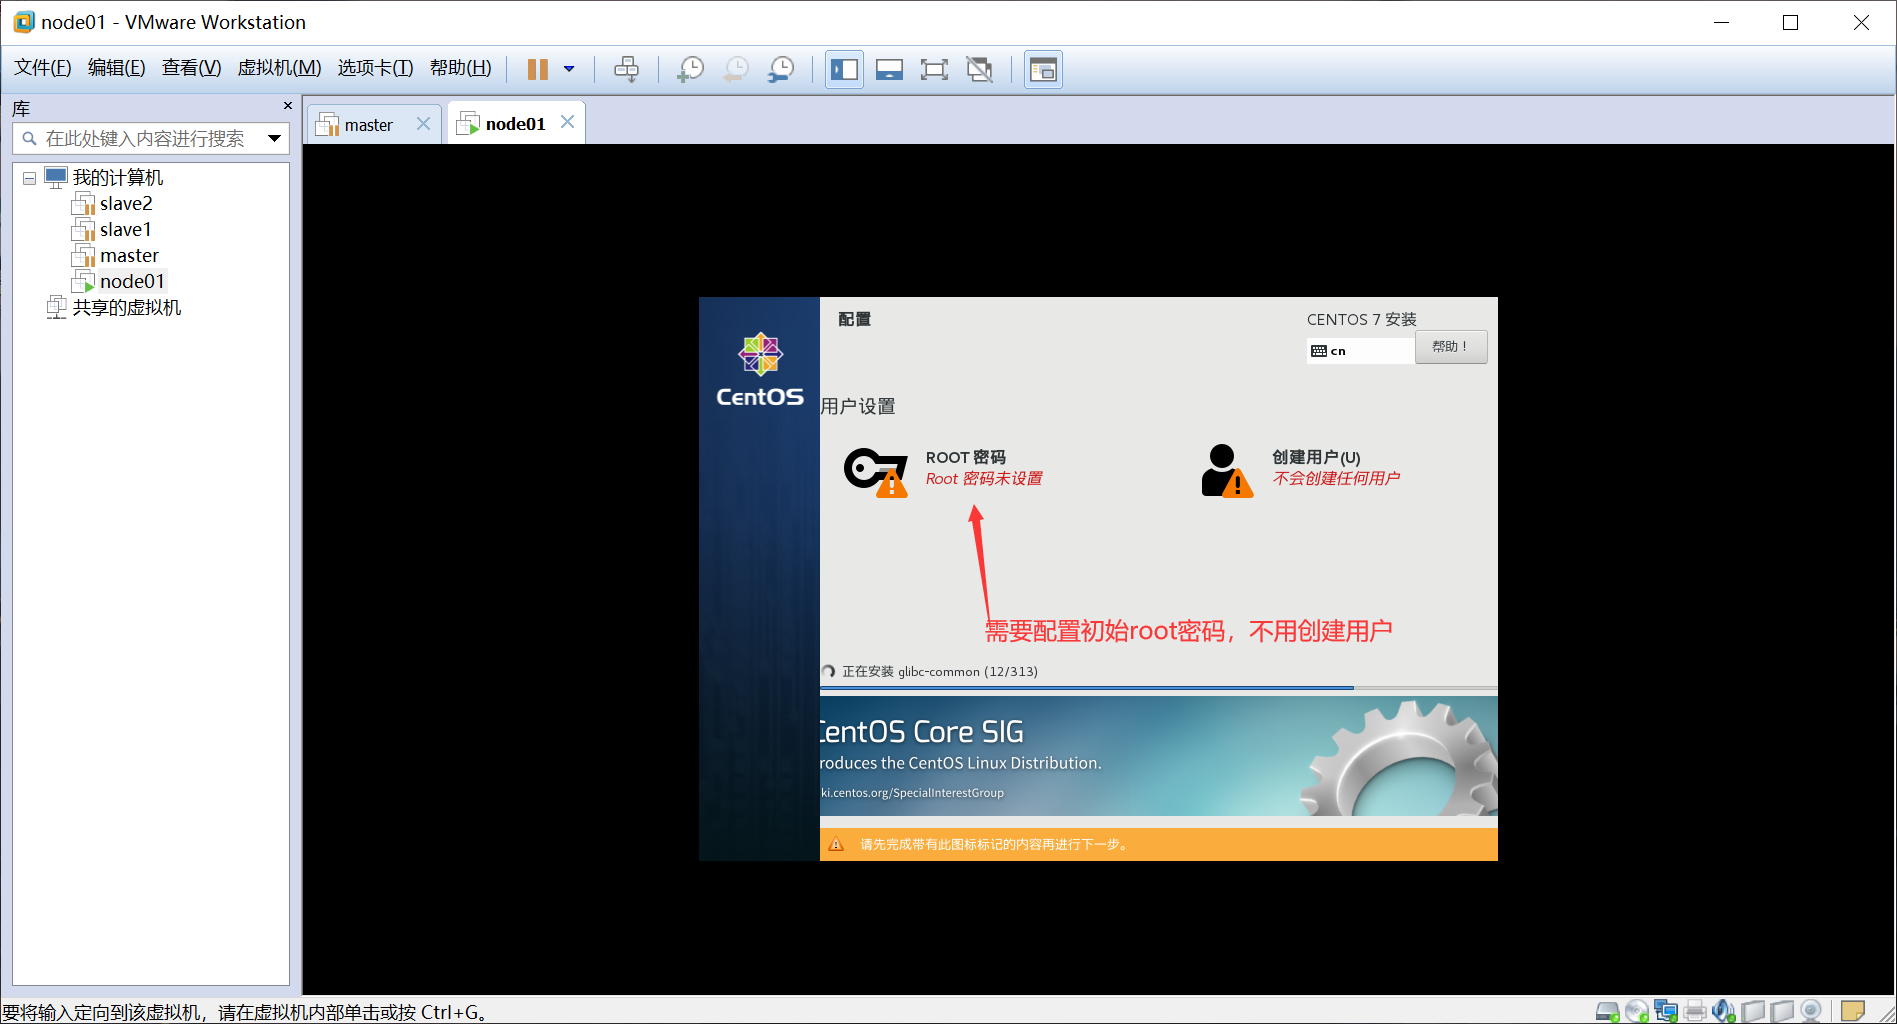 node01 - VMware Workstation
文件(F) 编辑(E) 查看(V) 虚拟机(M) 选项卡(T) 帮助(H)
库
在此处键入内容进行搜索
我的计算机
slave2
slave1
master
node01
共享的虚拟机
master
node01
CentOS
配置
CENTOS 7 安装
cn
帮助！
用户设置
ROOT 密码
Root 密码未设置
创建用户(U)
不会创建任何用户
需要配置初始root密码，不用创建用户
正在安装 glibc-common (12/313)
CentOS Core SIG
roduces the CentOS Linux Distribution.
ki.centos.org/SpecialInterestGroup
请先完成带有此图标标记的内容再进行下一步。
要将输入定向到该虚拟机，请在虚拟机内部单击或按 Ctrl+G。